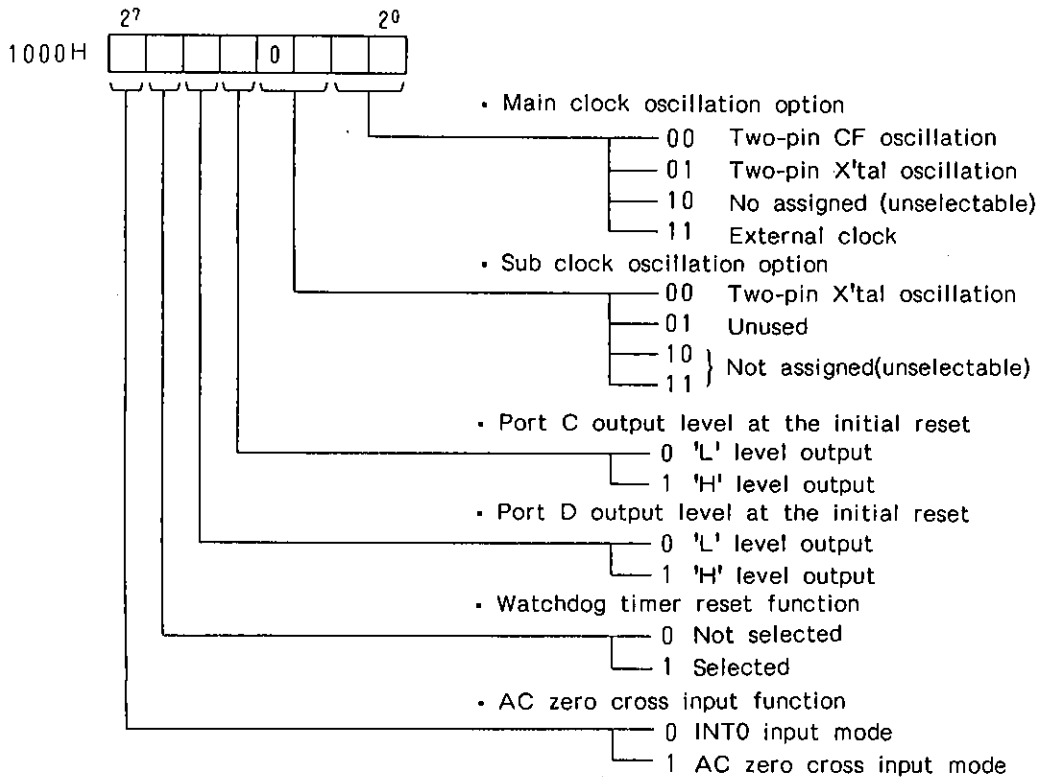 2⁷ 2⁰
1000H 0
• Main clock oscillation option
00 Two-pin CF oscillation
01 Two-pin X'tal oscillation
10 No assigned (unselectable)
11 External clock
• Sub clock oscillation option
00 Two-pin X'tal oscillation
01 Unused
10
11 } Not assigned(unselectable)
• Port C output level at the initial reset
0 'L' level output
1 'H' level output
• Port D output level at the initial reset
0 'L' level output
1 'H' level output
• Watchdog timer reset function
0 Not selected
1 Selected
• AC zero cross input function
0 INT0 input mode
1 AC zero cross input mode